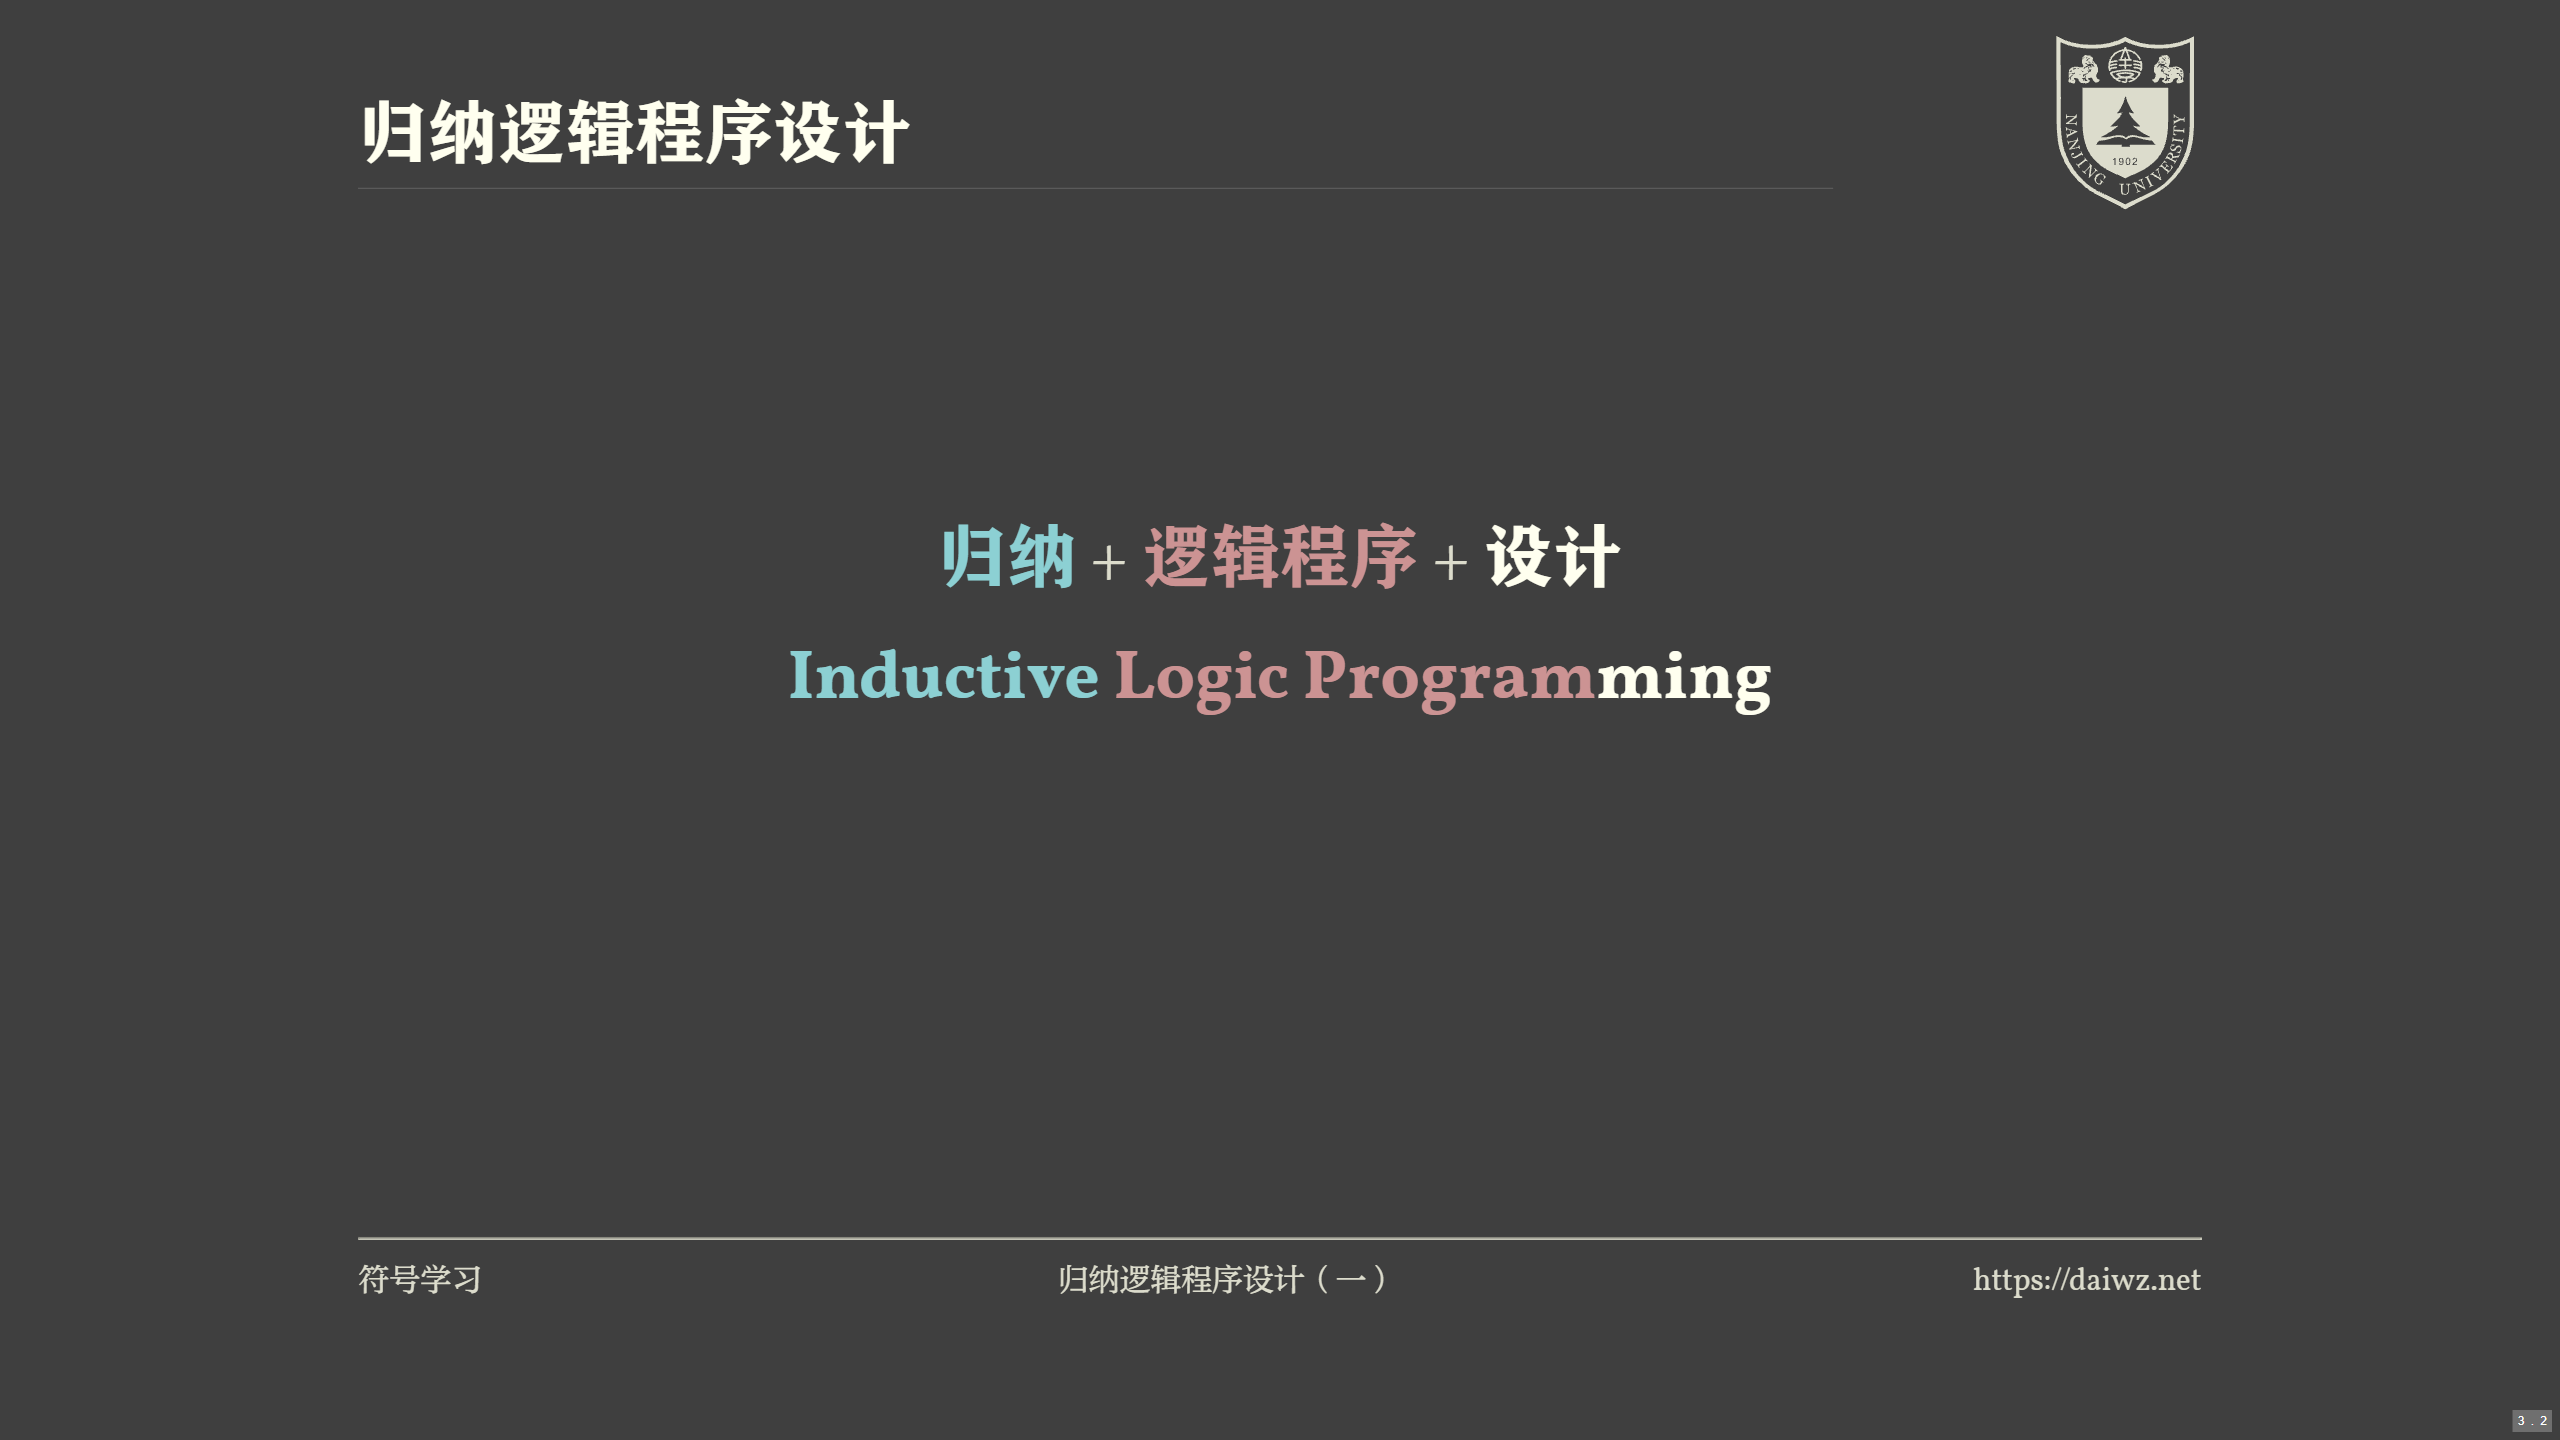 归纳逻辑程序设计
NANJING UNIVERSITY
1902
归纳 + 逻辑程序 + 设计
Inductive Logic Programming
符号学习
归纳逻辑程序设计（一）
https://daiwz.net
3 . 2